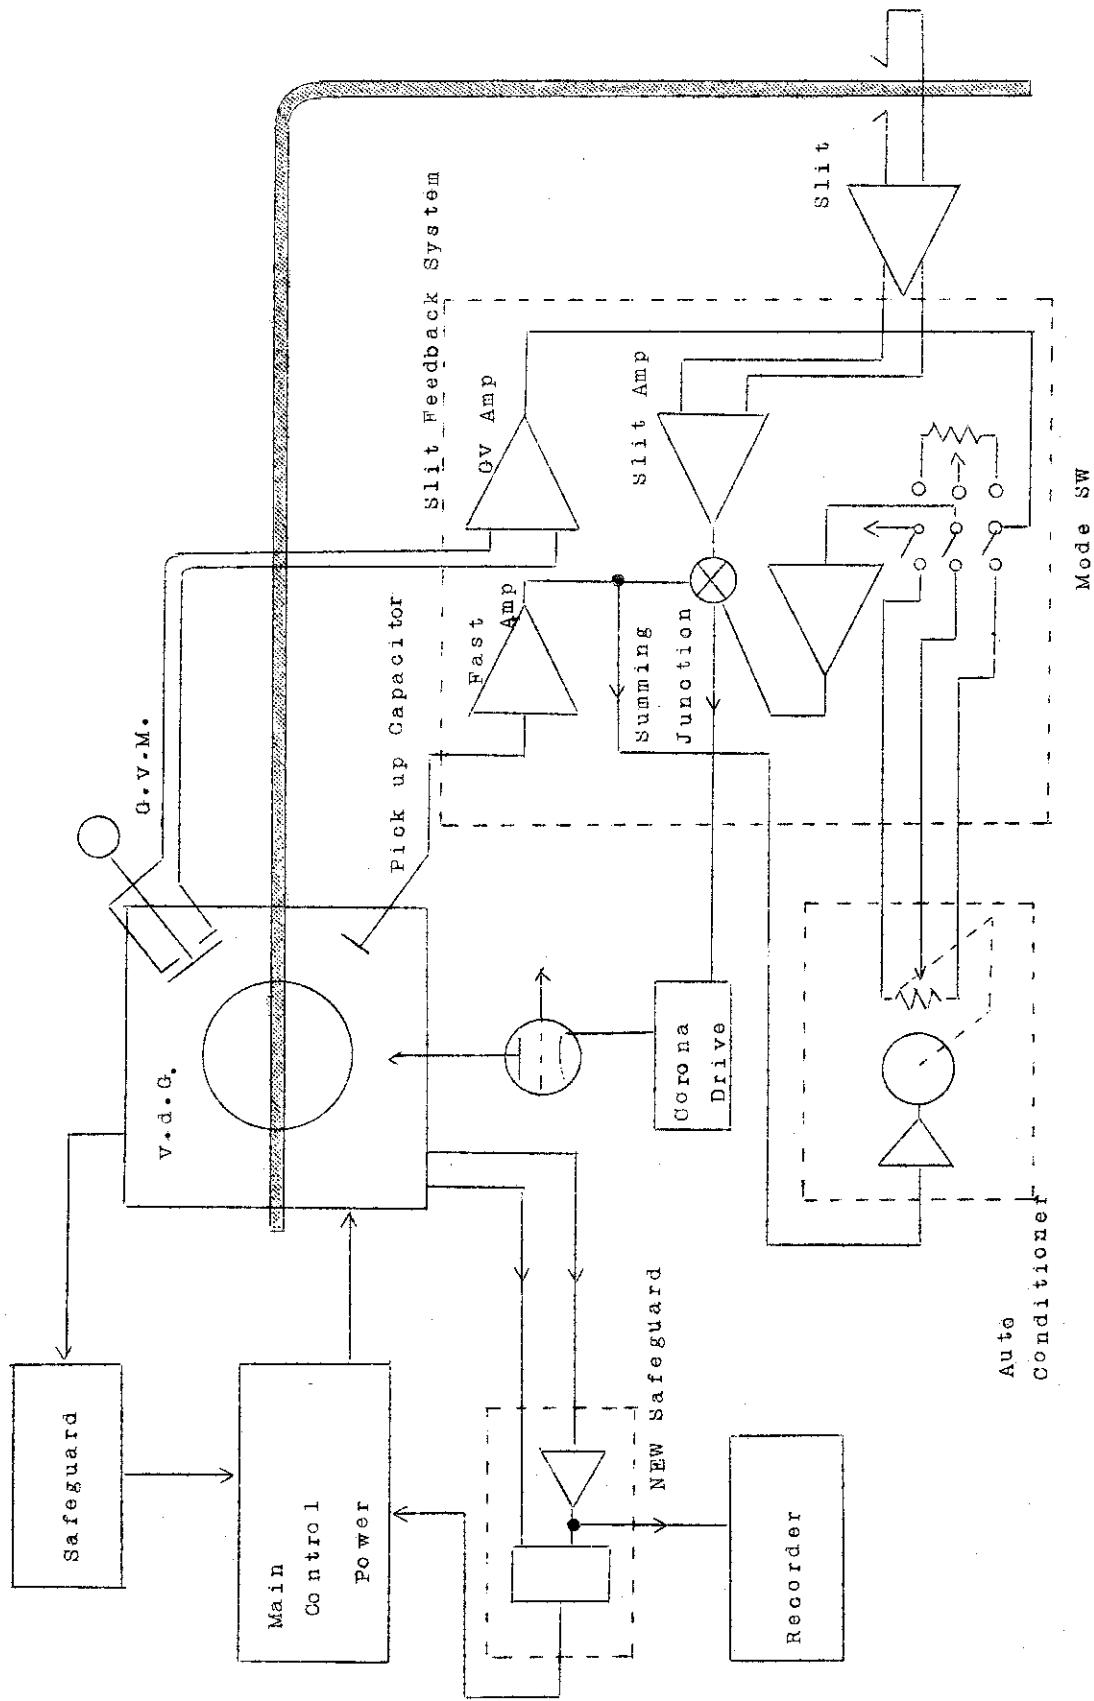 Safeguard
V.d.G.
G.V.M.
Main
Control
Power
Pick up Capacitor
Slit Feedback System
Fast
Amp
GV Amp
NEW Safeguard
Corona
Drive
Summing
Junction
Slit Amp
Slit
Recorder
Auto
Conditioner
Mode SW